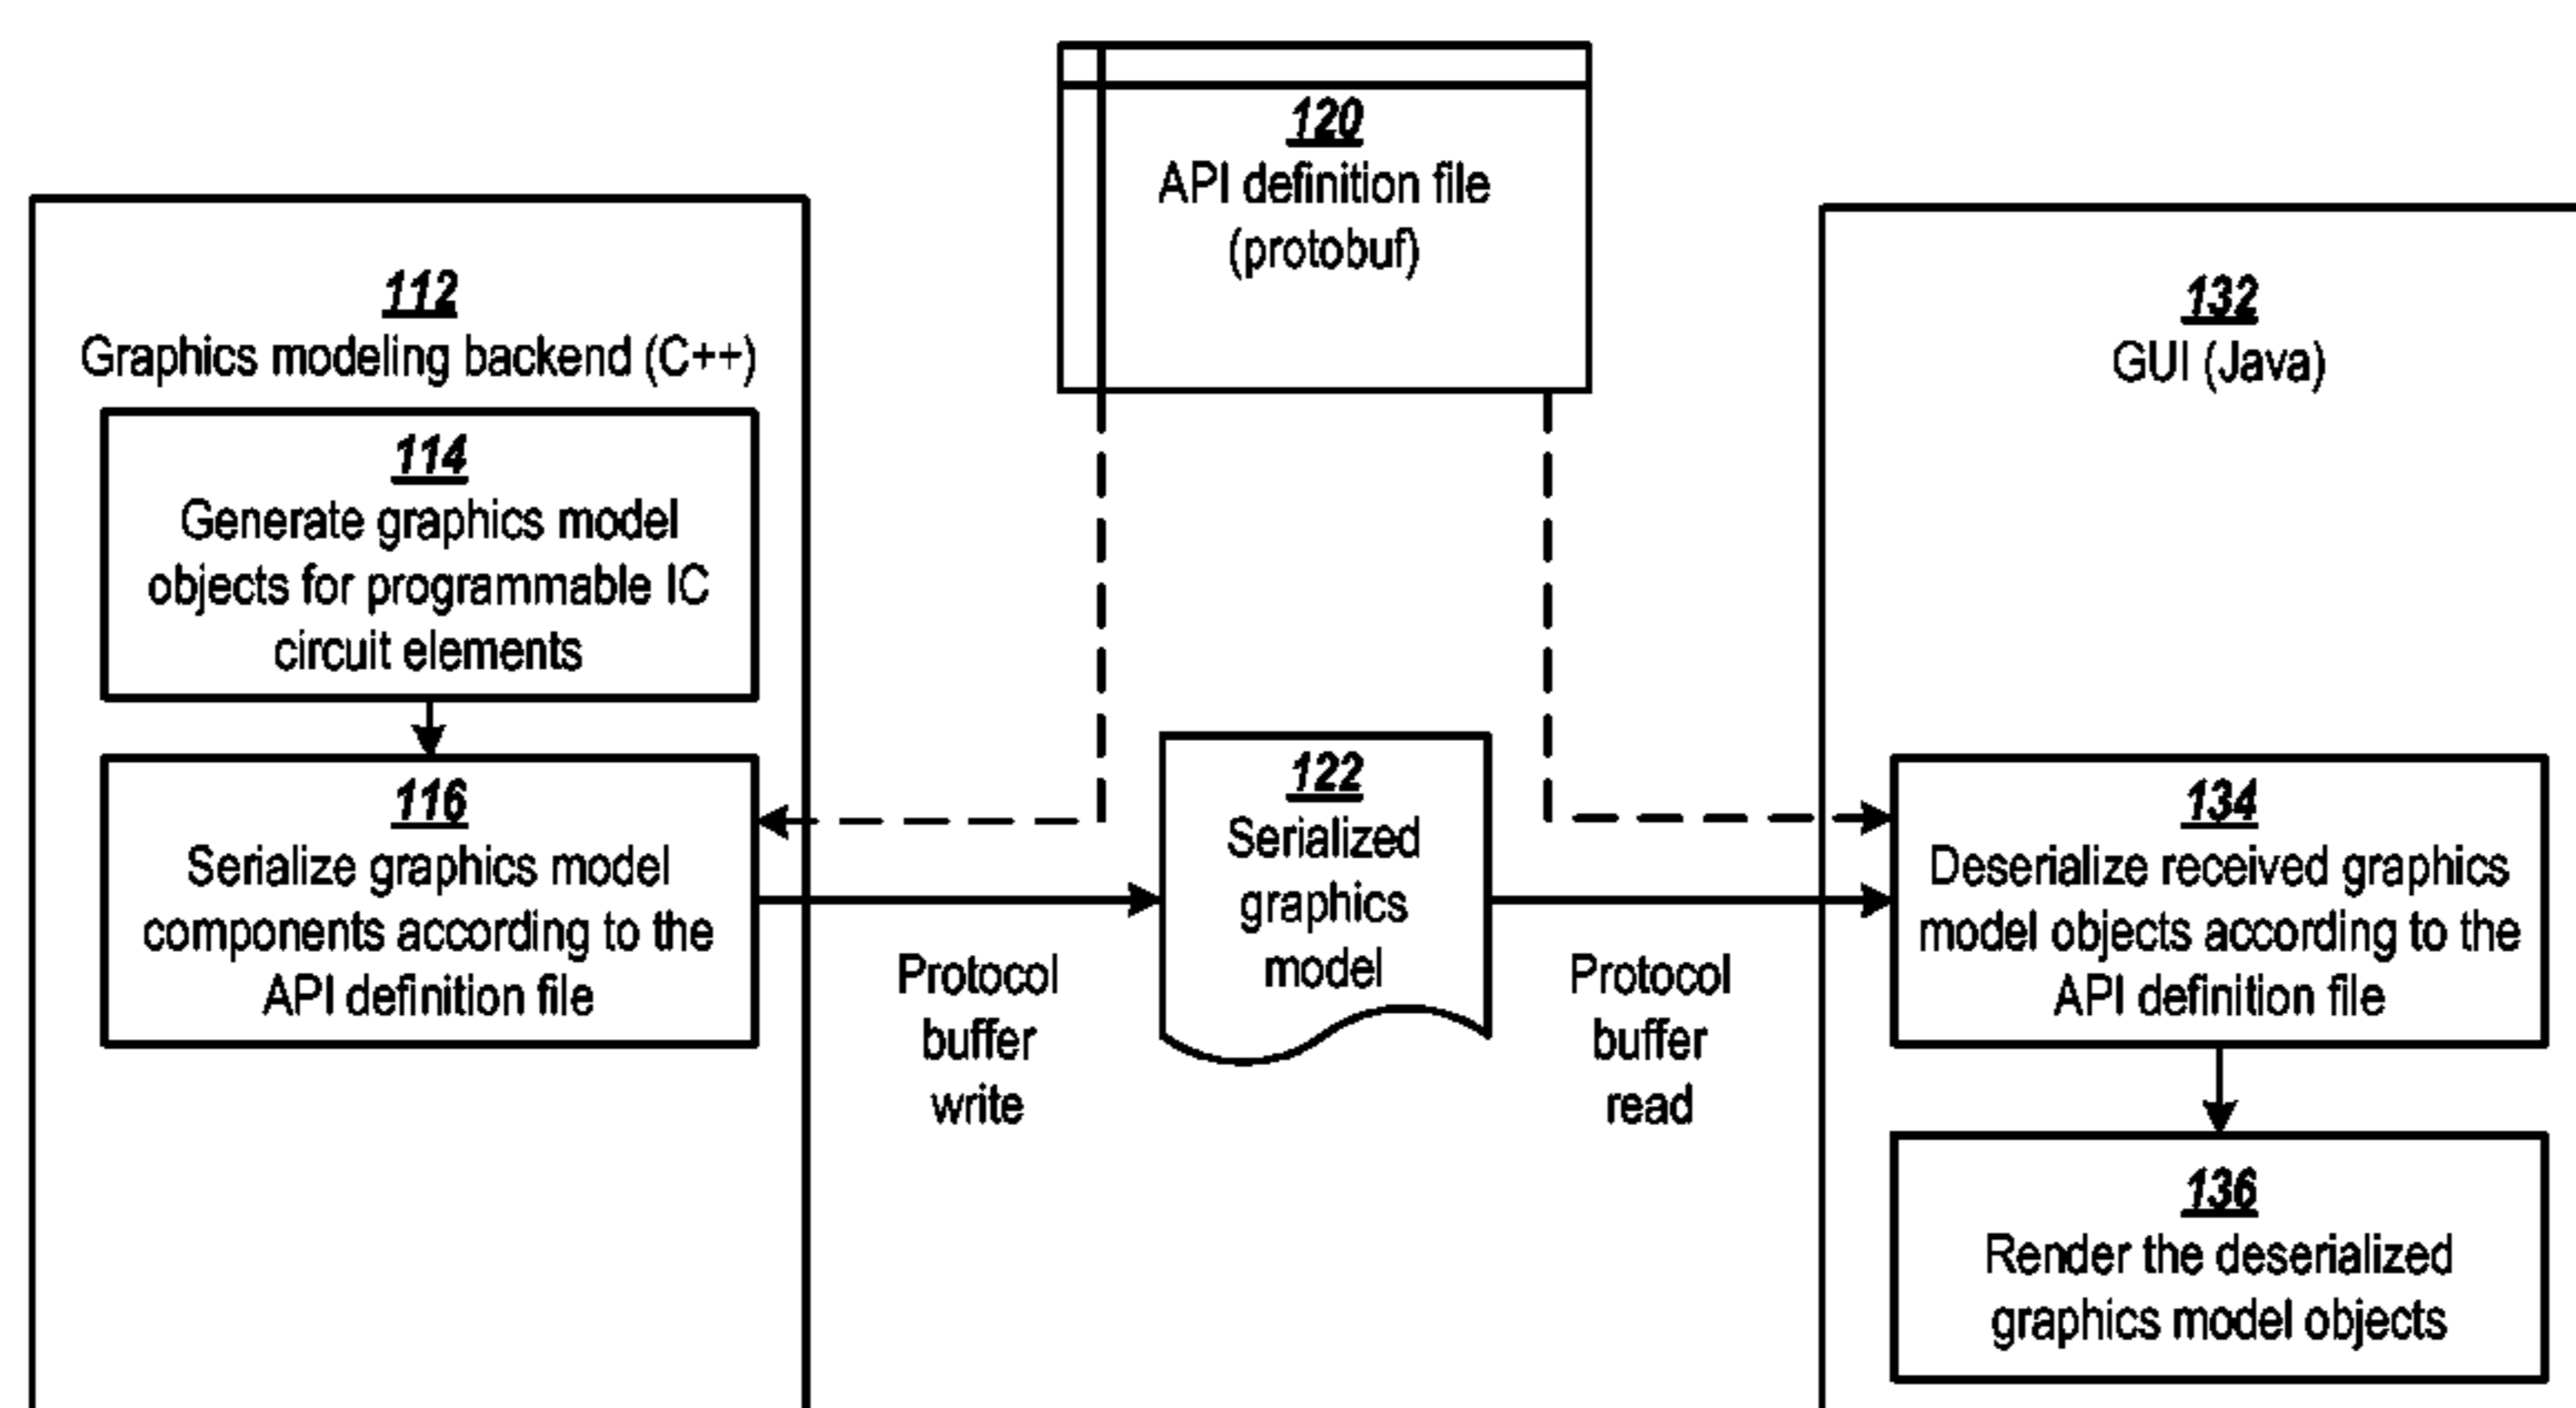 120
API definition file
(protobuf)
112
Graphics modeling backend (C++)
114
Generate graphics model
objects for programmable IC
circuit elements
116
Serialize graphics model
components according to the
API definition file
Protocol
buffer
write
122
Serialized
graphics
model
Protocol
buffer
read
132
GUI (Java)
134
Deserialize received graphics
model objects according to the
API definition file
136
Render the deserialized
graphics model objects